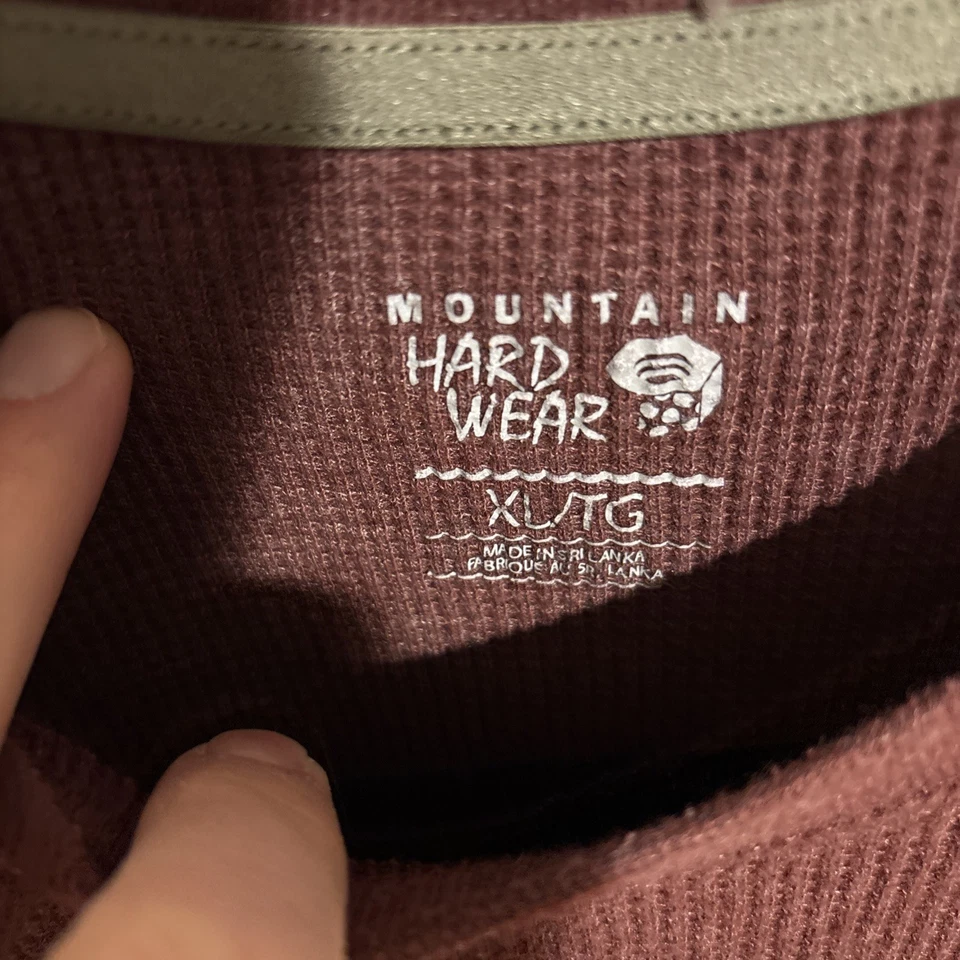 MOUNTAIN
HARD
WEAR
XL/TG
MADE IN SRI LANKA
FABRIQUÉ AU SRI LANKA